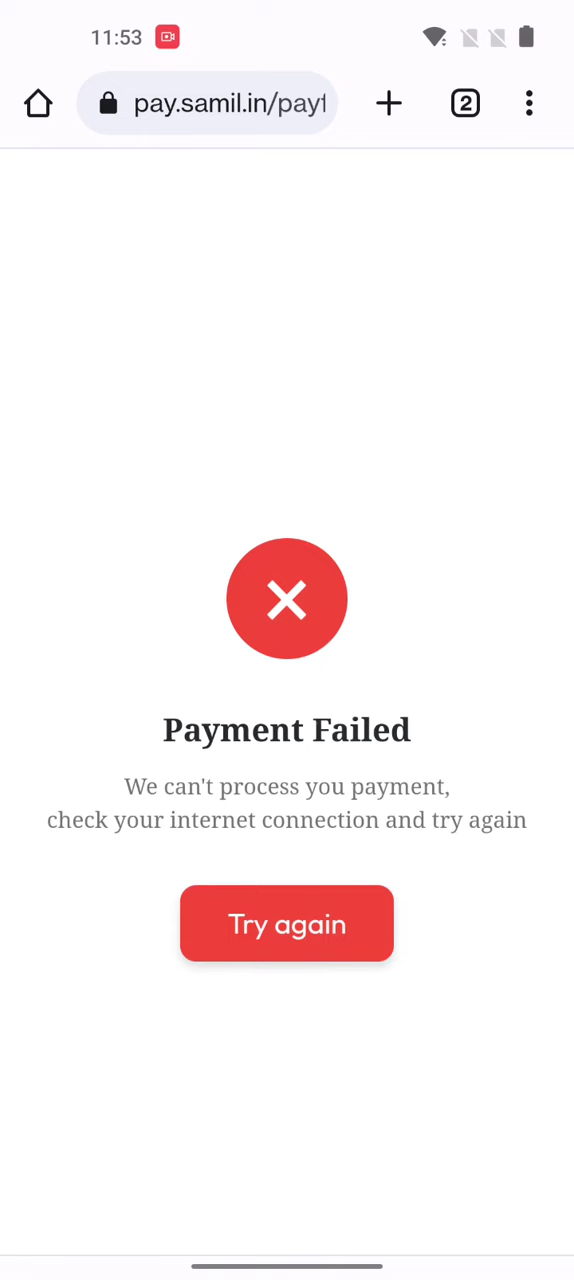 11:53
pay.samil.in/payf
2
Payment Failed
We can't process you payment,
check your internet connection and try again
Try again